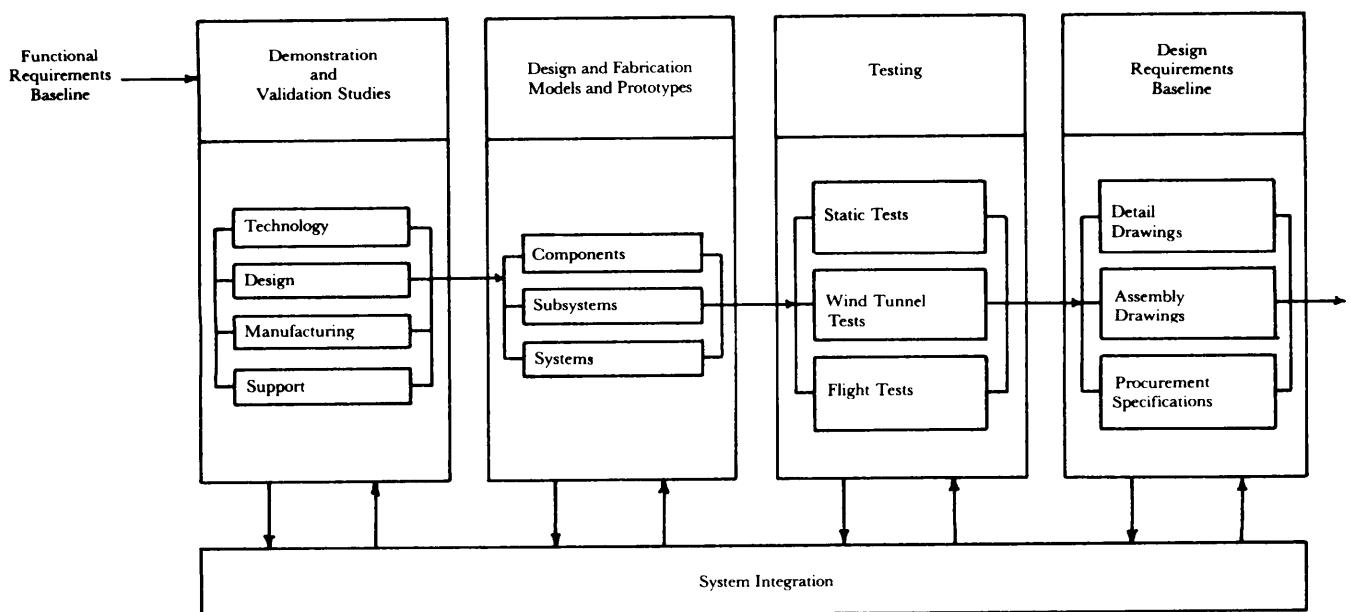 Functional
Requirements
Baseline
Demonstration
and
Validation Studies
Technology
Design
Manufacturing
Support
Design and Fabrication
Models and Prototypes
Components
Subsystems
Systems
Testing
Static Tests
Wind Tunnel
Tests
Flight Tests
Design
Requirements
Baseline
Detail
Drawings
Assembly
Drawings
Procurement
Specifications
System Integration